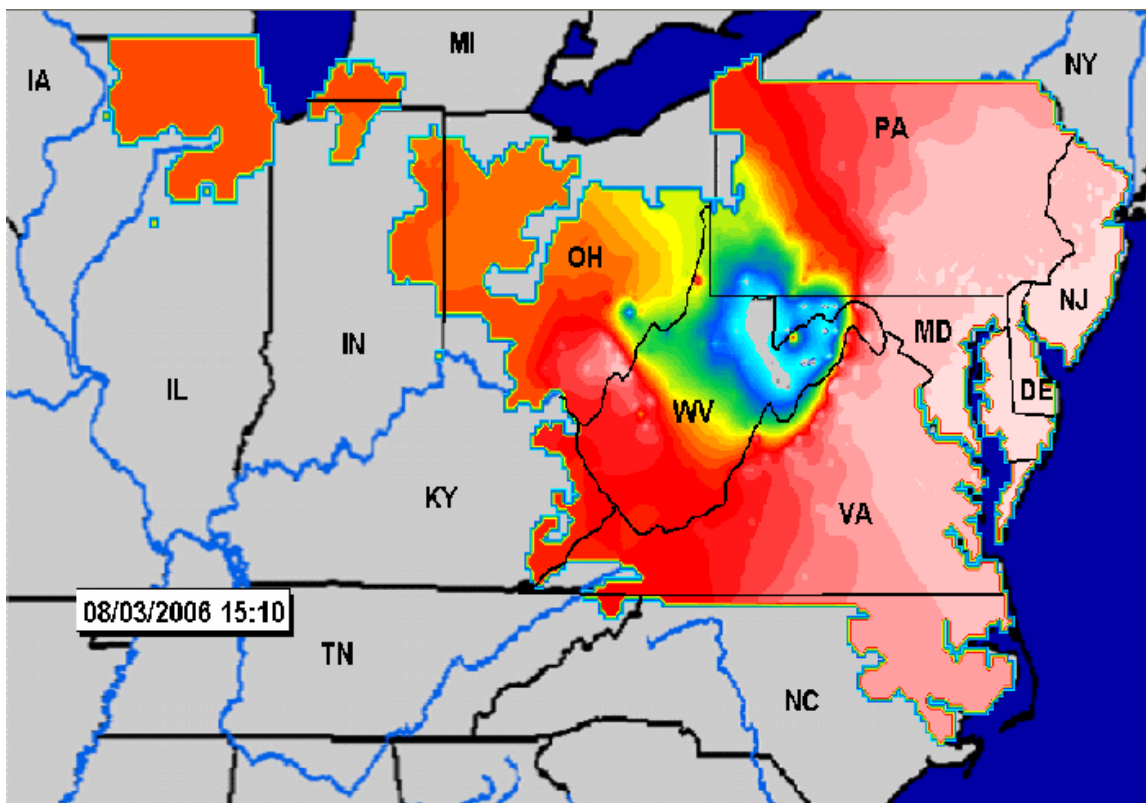 MI
NY
IA
PA
OH
NJ
IN
MD
IL
DE
WV
KY
VA
08/03/2006 15:10
TN
NC